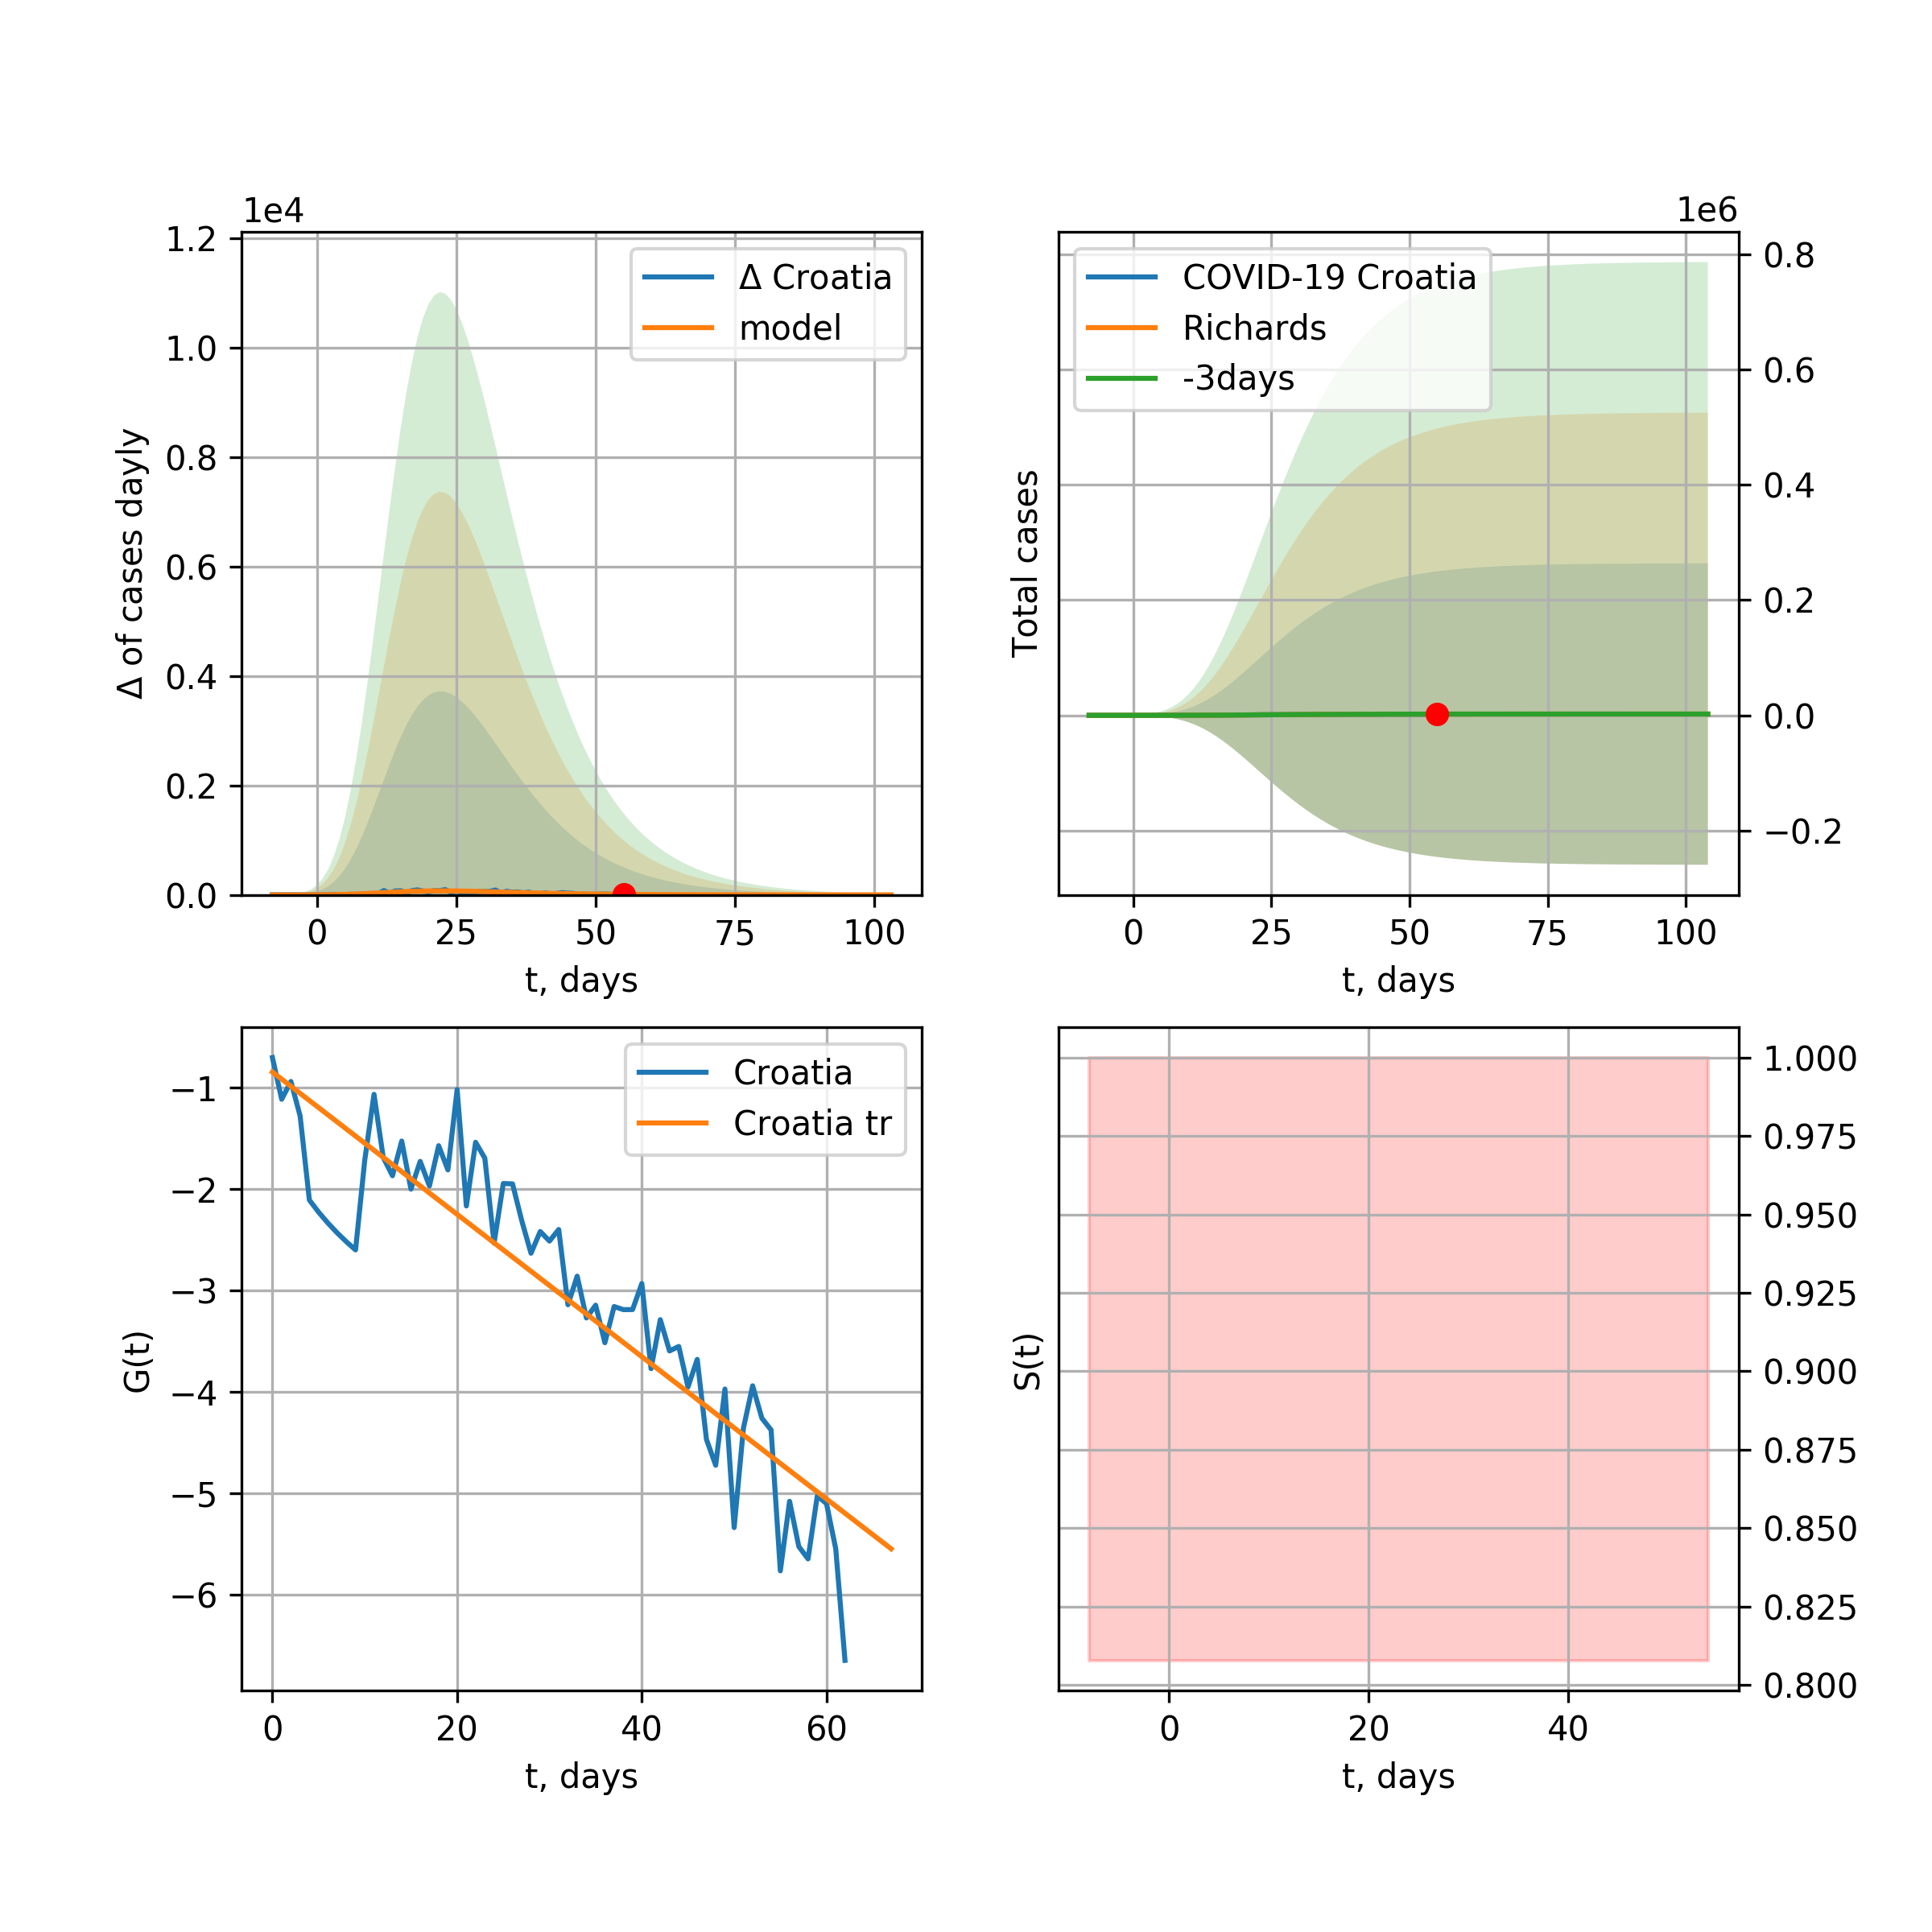 1e4
1.2
1.0
0.8
0.6
0.4
0.2
0.0
Δ of cases dayly
Δ Croatia
model
0 25 50 75 100
t, days
1e6
0.8
0.6
0.4
0.2
0.0
−0.2
Total cases
COVID-19 Croatia
Richards
-3days
0 25 50 75 100
t, days
−1
−2
−3
−4
−5
−6
G(t)
Croatia
Croatia tr
0 20 40 60
t, days
1.000
0.975
0.950
0.925
0.900
0.875
0.850
0.825
0.800
S(t)
0 20 40
t, days